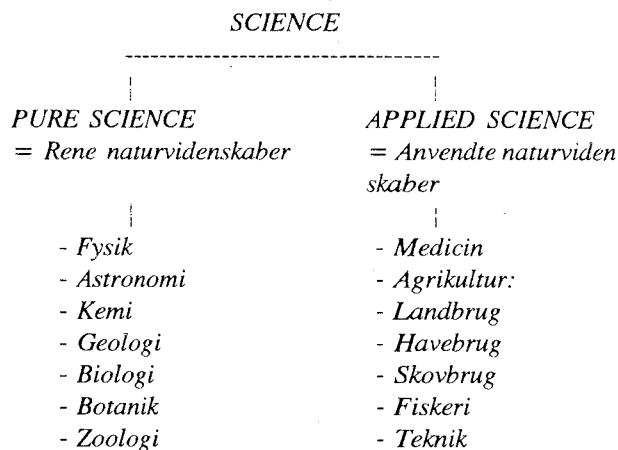 SCIENCE
PURE SCIENCE
= Rene naturvidenskaber
- Fysik
- Astronomi
- Kemi
- Geologi
- Biologi
- Botanik
- Zoologi
APPLIED SCIENCE
= Anvendte naturviden
skaber
- Medicin
- Agrikultur:
- Landbrug
- Havebrug
- Skovbrug
- Fiskeri
- Teknik